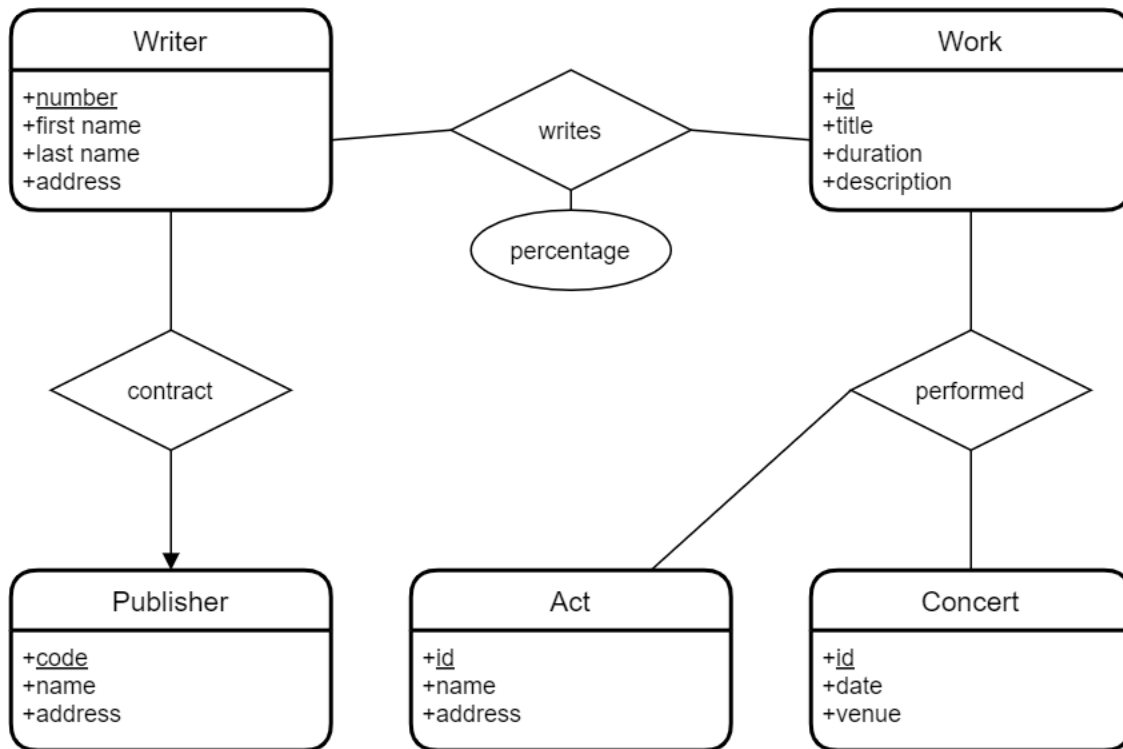 Writer
+number
+first name
+last name
+address
writes
percentage
Work
+id
+title
+duration
+description
contract
performed
Publisher
+code
+name
+address
Act
+id
+name
+address
Concert
+id
+date
+venue